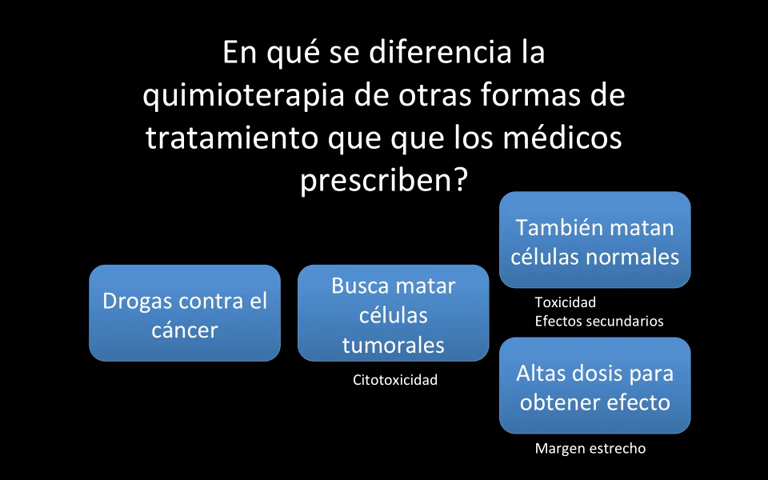 En qué se diferencia la
quimioterapia de otras formas de
tratamiento que que los médicos
prescriben?
Drogas contra el
cáncer
Busca matar
células
tumorales
Citotoxicidad
También matan
células normales
Toxicidad
Efectos secundarios
Altas dosis para
obtener efecto
Margen estrecho